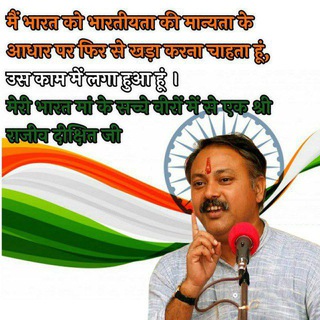 मैं भारत को भारतीयता की मान्यता के
आधार पर फिर से खड़ा करना चाहता हूं,
उस काम में लगा हुआ हूं ।
मेरी भारत मां के सच्चे वीरों में से एक श्री
राजीव दीक्षित जी